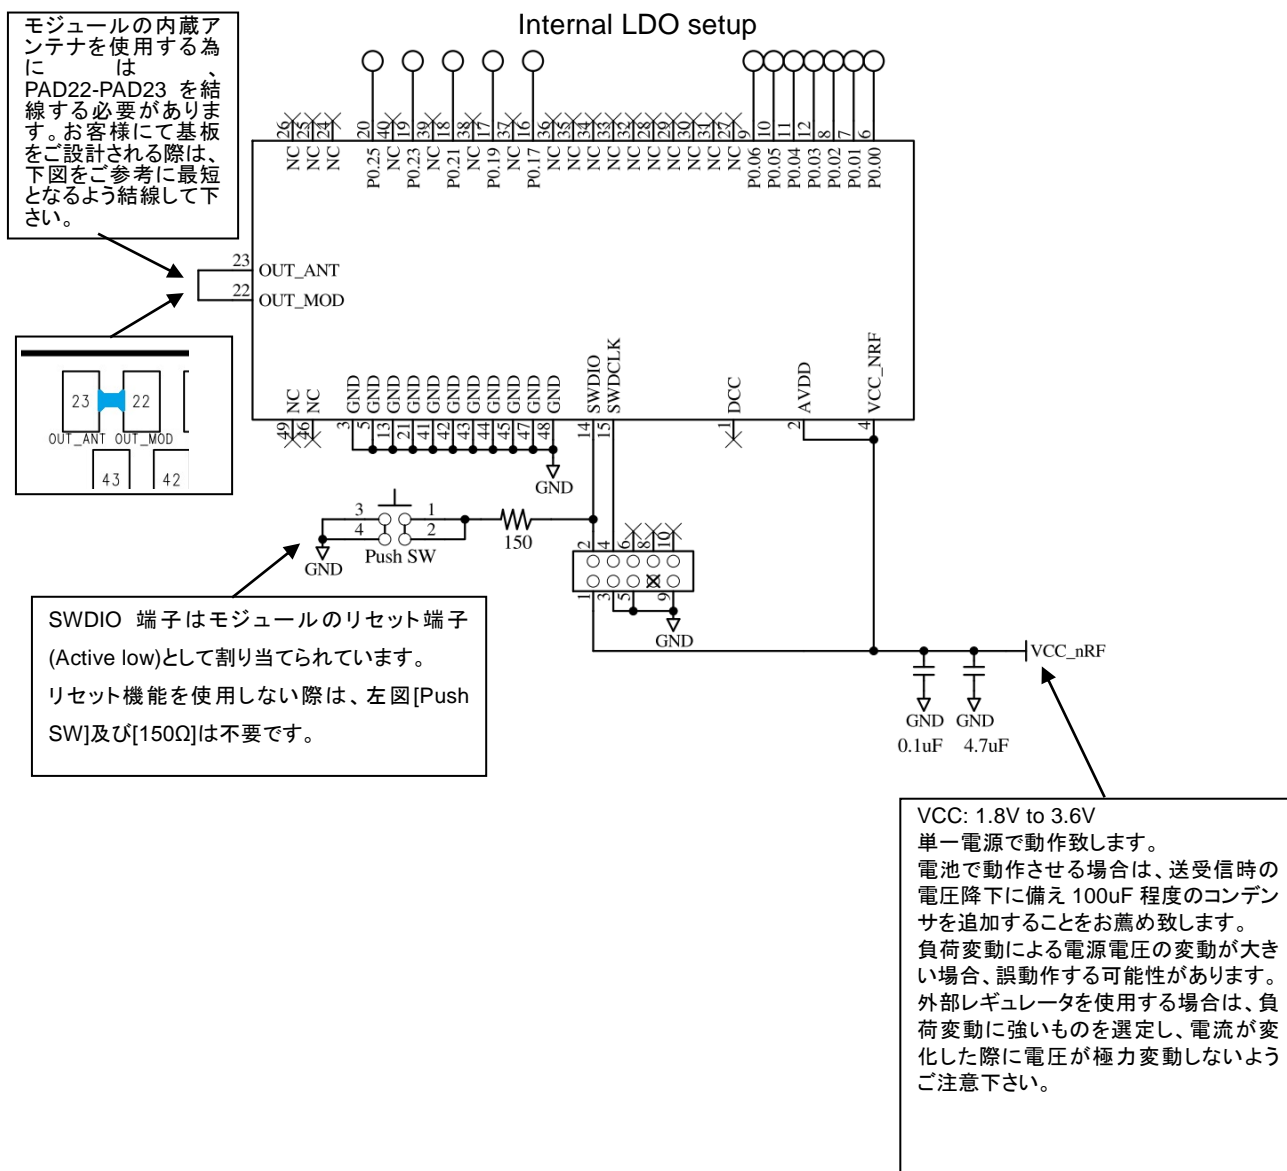 Internal LDO setup
モジュールの内蔵ア
ンテナを使用する為
には、
PAD22-PAD23 を結
線する必要がありま
す。お客様にて基板
をご設計される際は、
下図をご参考に最短
となるよう結線して下
さい。
26 25 24 20 40 19 39 18 38 17 37 16 36 35 34 33 32 28 29 30 31 27 9 10 11 12 8 7 6
NC NC NC P0.25 NC P0.23 NC P0.21 NC P0.19 NC P0.17 NC NC NC NC NC NC NC NC NC NC P0.06 P0.05 P0.04 P0.03 P0.02 P0.01 P0.00
23 OUT_ANT
22 OUT_MOD
23 22
OUT_ANT OUT_MOD
43 42
NC NC GND GND GND GND GND GND GND GND GND GND GND SWDIO SWDCLK DCC AVDD VCC_NRF
49 46 3 5 13 21 41 42 43 44 45 47 48 14 15 1 2 4
GND
3 1
4 2
Push SW
GND
150
2 4 6 8 10
1 3 5 9
GND
VCC_nRF
GND GND
0.1uF 4.7uF
SWDIO 端子はモジュールのリセット端子
(Active low)として割り当てられています。
リセット機能を使用しない際は、左図[Push
SW]及び[150Ω]は不要です。
VCC: 1.8V to 3.6V
単一電源で動作致します。
電池で動作させる場合は、送受信時の
電圧降下に備え 100uF 程度のコンデン
サを追加することをお薦め致します。
負荷変動による電源電圧の変動が大き
い場合、誤動作する可能性があります。
外部レギュレータを使用する場合は、負
荷変動に強いものを選定し、電流が変
化した際に電圧が極力変動しないよう
ご注意下さい。